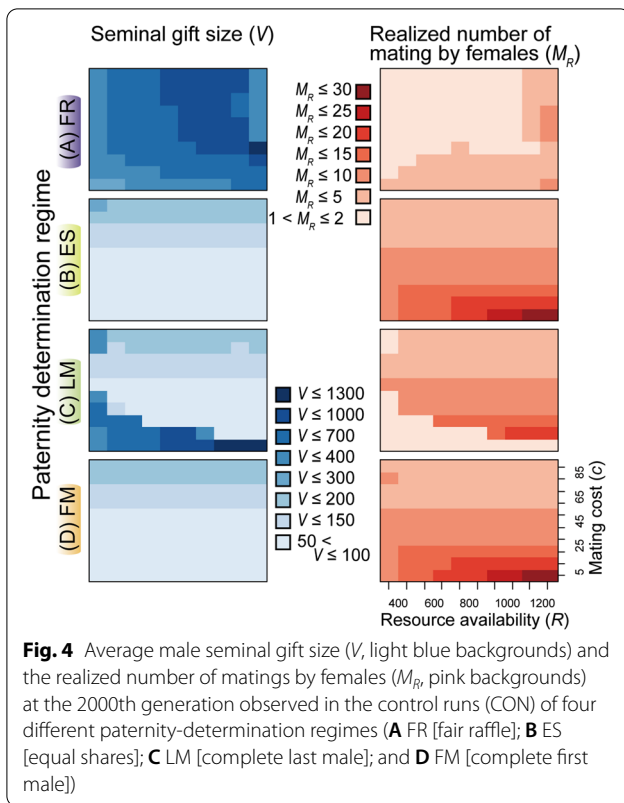 Seminal gift size (V)
Realized number of
mating by females (M_R)
Paternity determination regime
(A) FR
(B) ES
(C) LM
(D) FM
M_R ≤ 30
M_R ≤ 25
M_R ≤ 20
M_R ≤ 15
M_R ≤ 10
M_R ≤ 5
1 < M_R ≤ 2
V ≤ 1300
V ≤ 1000
V ≤ 700
V ≤ 400
V ≤ 300
V ≤ 200
V ≤ 150
50 <
V ≤ 100
85
65
45
25
5
Mating cost (c)
400 600 800 1000 1200
Resource availability (R)
Fig. 4 Average male seminal gift size (V, light blue backgrounds) and
the realized number of matings by females (M_R, pink backgrounds)
at the 2000th generation observed in the control runs (CON) of four
different paternity-determination regimes (A FR [fair raffle]; B ES
[equal shares]; C LM [complete last male]; and D FM [complete first
male])